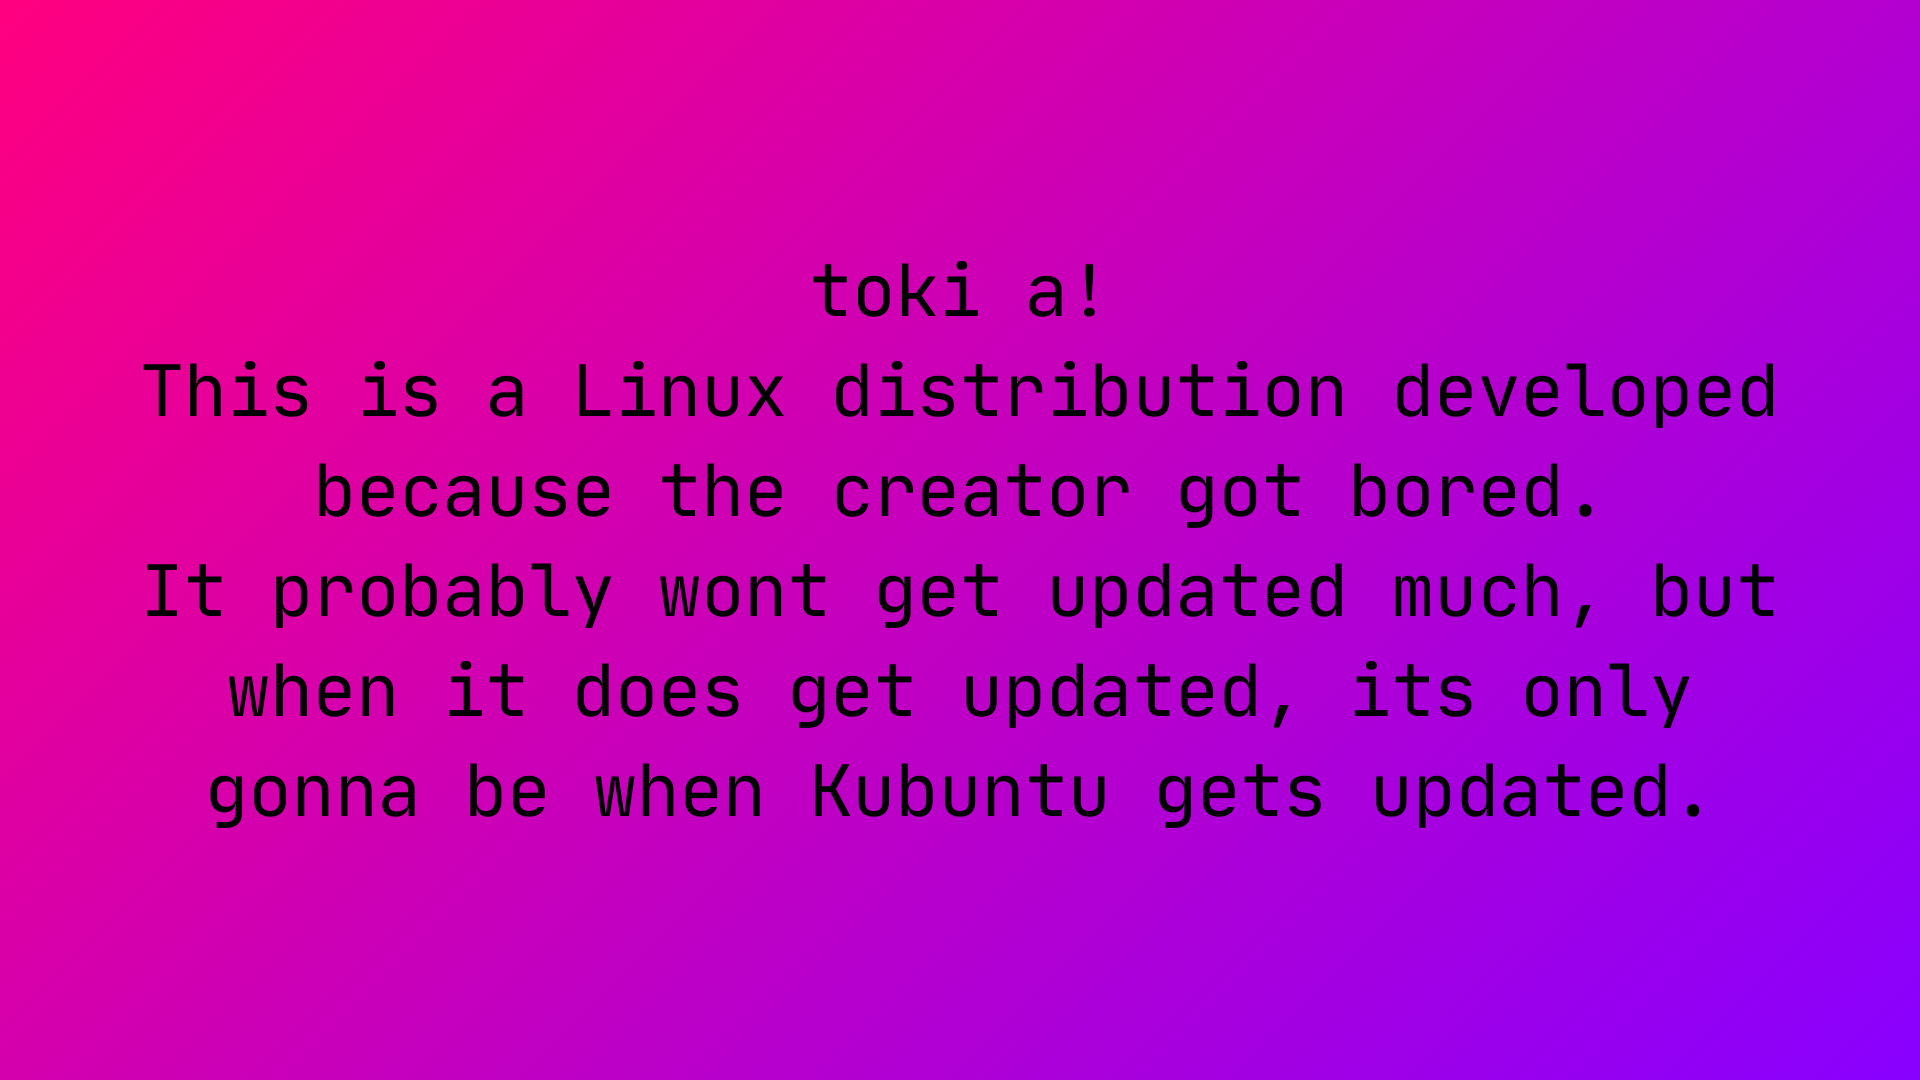 toki a!
This is a Linux distribution developed
because the creator got bored.
It probably wont get updated much, but
when it does get updated, its only
gonna be when Kubuntu gets updated.